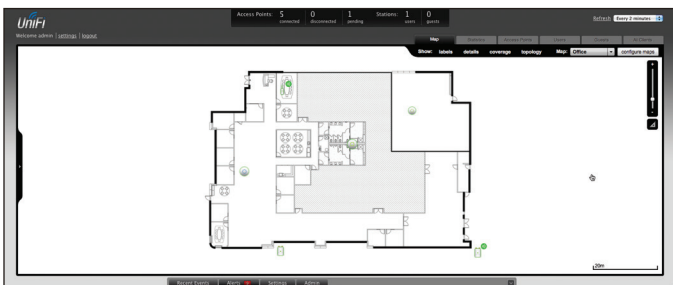 Access Points: 5 connected 0 disconnected 1 pending Stations: 1 users 0 guests
UniFi
Refresh Every 2 minutes
Welcome admin | settings | logout
Map Statistics Access Points Users Guests
Show: labels details coverage topology Map: Office configure maps
20m
Recent Events Alerts Settings Admin